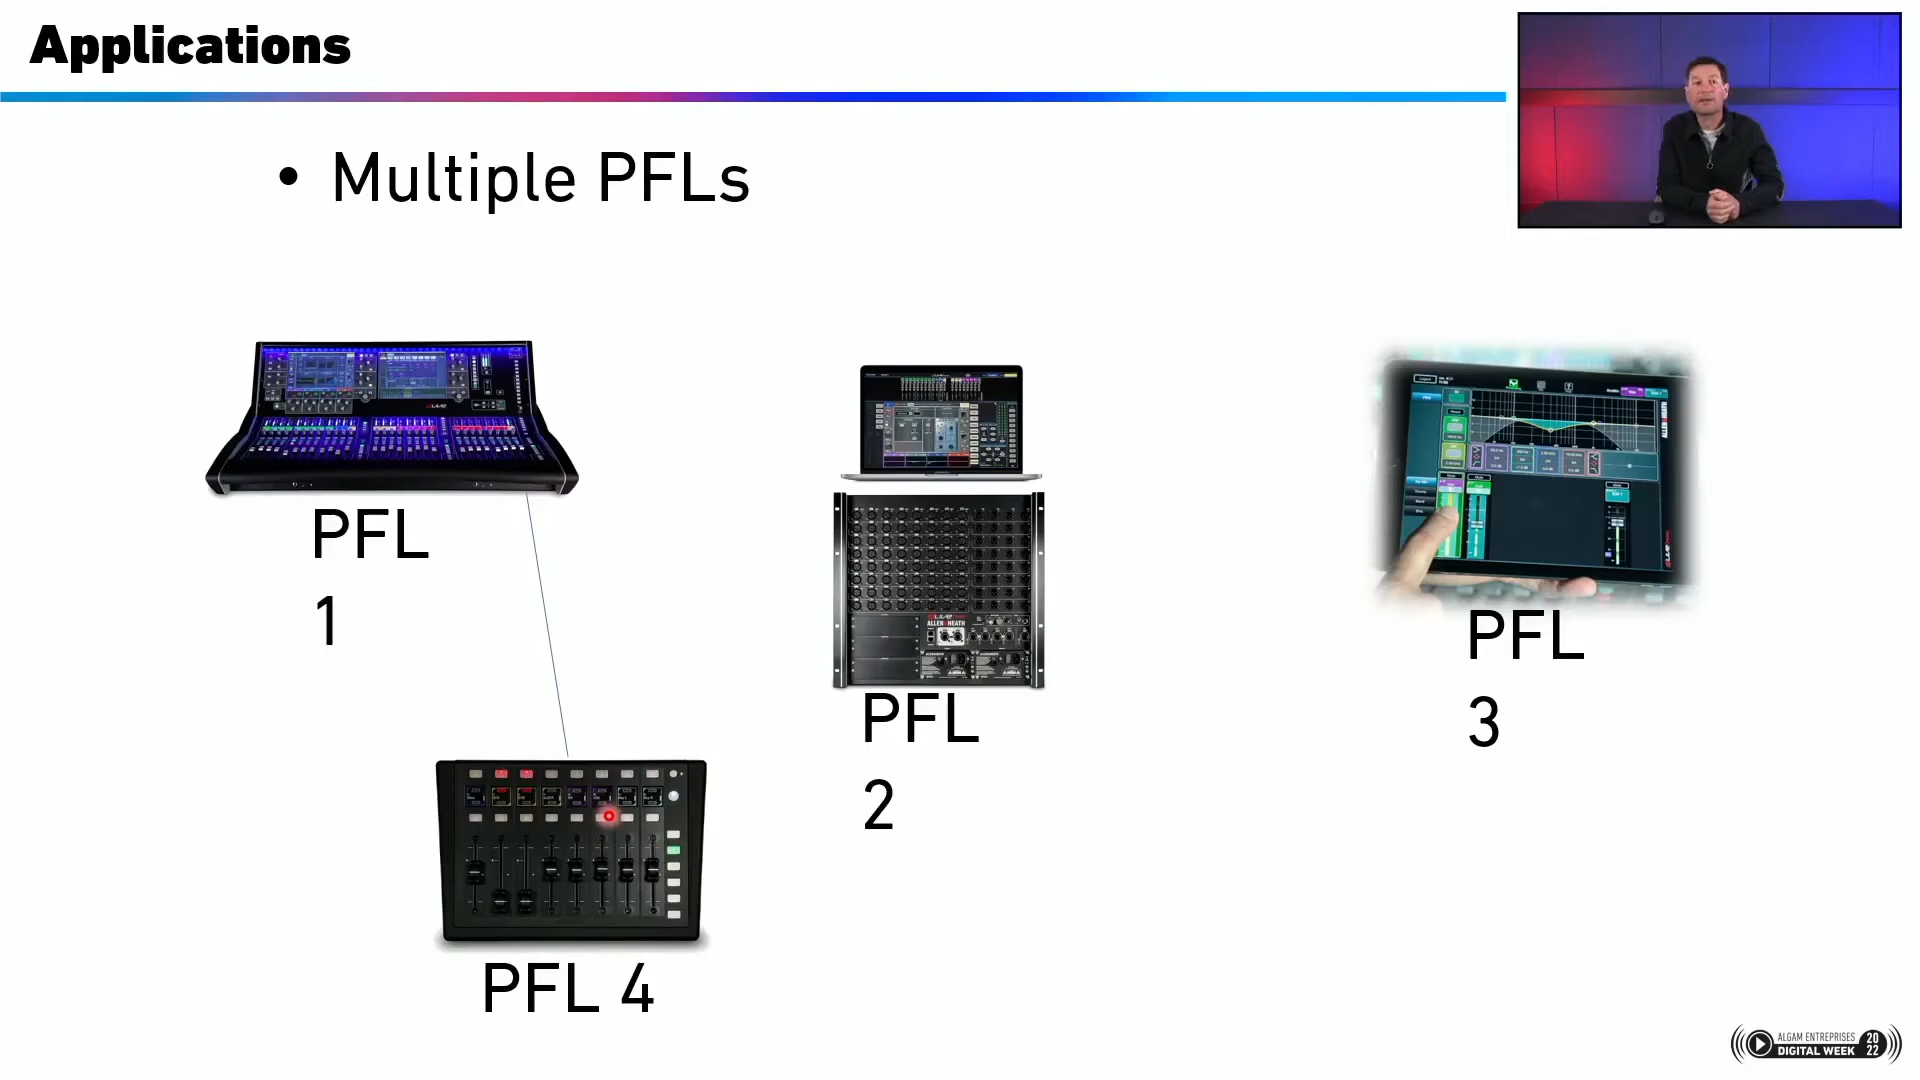 Applications
• Multiple PFLs
PFL
1
PFL
2
PFL
3
PFL 4
dLive
ALLEN&HEATH
ALGAM ENTREPRISES
DIGITAL WEEK
20
22